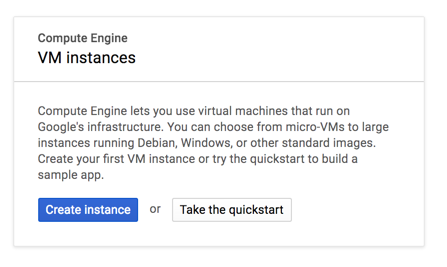 Compute Engine
VM instances
Compute Engine lets you use virtual machines that run on
Google's infrastructure. You can choose from micro-VMs to large
instances running Debian, Windows, or other standard images.
Create your first VM instance or try the quickstart to build a
sample app.
Create instance or Take the quickstart